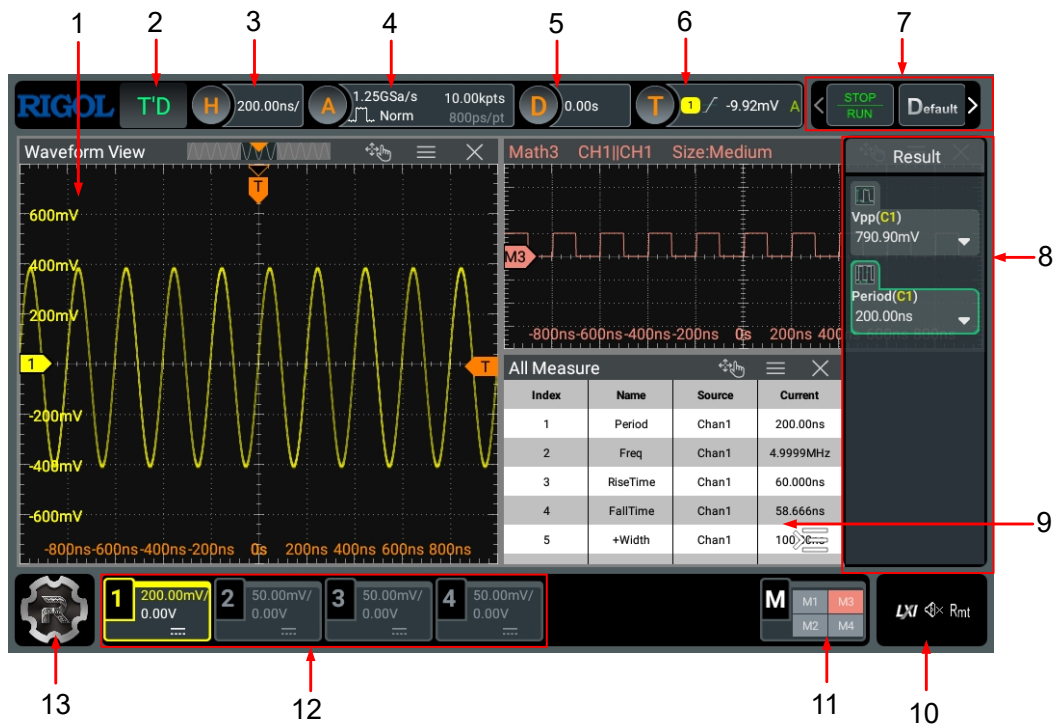 1 2 3 4 5 6 7
RIGOL T'D H 200.00ns/ A 1.25GSa/s 10.00kpts D 0.00s T 1 -9.92mV A < STOP Default >
Norm 800ps/pt RUN
Waveform View
T
600mV
400mV
200mV
1 T
-200mV
-400mV
-600mV
-800ns -600ns -400ns -200ns 0s 200ns 400ns 600ns 800ns
Math3 CH1||CH1 Size:Medium
M3
-800ns -600ns -400ns -200ns 0s 200ns 400 600ns 800ns
Result
Vpp(C1)
790.90mV
Period(C1)
200.00ns
8
All Measure
Index Name Source Current
1 Period Chan1 200.00ns
2 Freq Chan1 4.9999MHz
3 RiseTime Chan1 60.000ns
4 FallTime Chan1 58.666ns
5 +Width Chan1
9
R
1 200.00mV/ 2 50.00mV/ 3 50.00mV/ 4 50.00mV/
0.00V 0.00V 0.00V 0.00V
M M1 M3
M2 M4
LXI Rmt
13 12 11 10